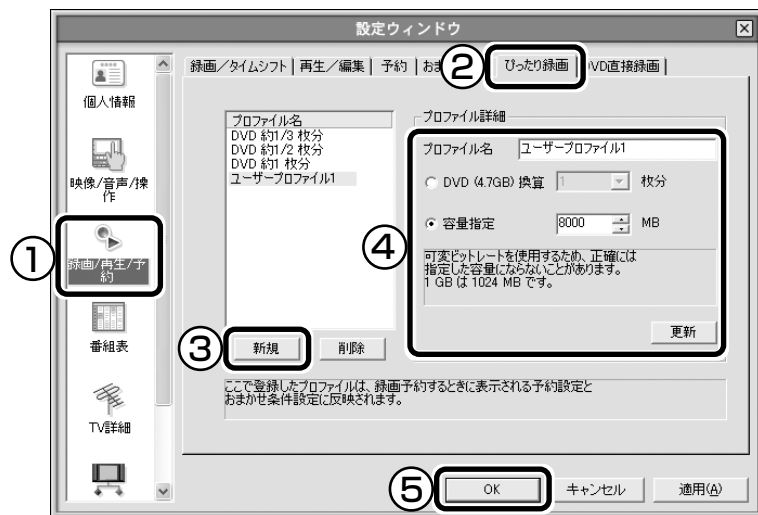 設定ウィンドウ
個人情報
映像/音声/操
作
①
録画/再生/予
約
番組表
TV詳細
録画/タイムシフト 再生/編集 予約 ② ぴったり録画 VD直接録画
プロファイル名
DVD 約1/3 枚分
DVD 約1/2 枚分
DVD 約1 枚分
ユーザープロファイル1
③ 新規 削除
プロファイル詳細
④
プロファイル名 ユーザープロファイル1
DVD (4.7GB) 換算 1 枚分
容量指定 8000 MB
可変ビットレートを使用するため、正確には
指定した容量にならないことがあります。
1 GB は 1024 MB です。
更新
ここで登録したプロファイルは、録画予約するときに表示される予約設定と
おまかせ条件設定に反映されます。
⑤ OK キャンセル 適用(A)